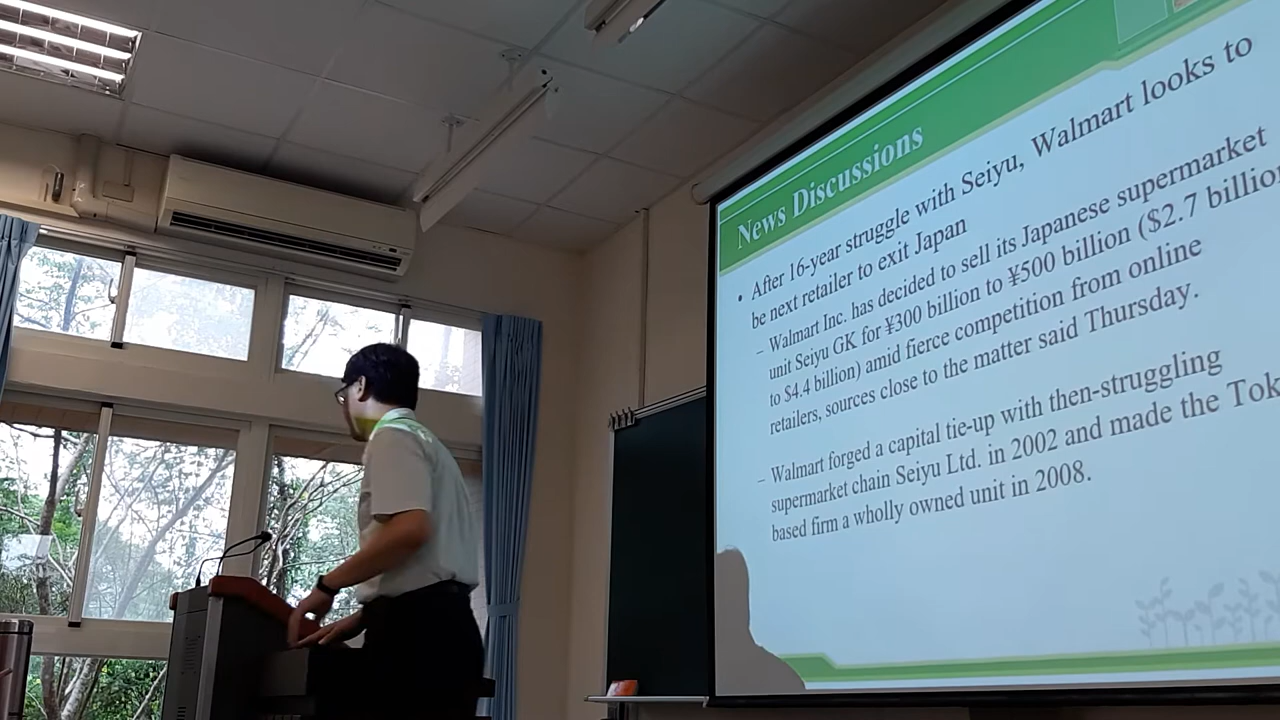 News Discussions
• After 16-year struggle with Seiyu, Walmart looks to
be next retailer to exit Japan
– Walmart Inc. has decided to sell its Japanese supermarket
unit Seiyu GK for ¥300 billion to ¥500 billion ($2.7 billion
to $4.4 billion) amid fierce competition from online
retailers, sources close to the matter said Thursday.
– Walmart forged a capital tie-up with then-struggling
supermarket chain Seiyu Ltd. in 2002 and made the Tok
based firm a wholly owned unit in 2008.